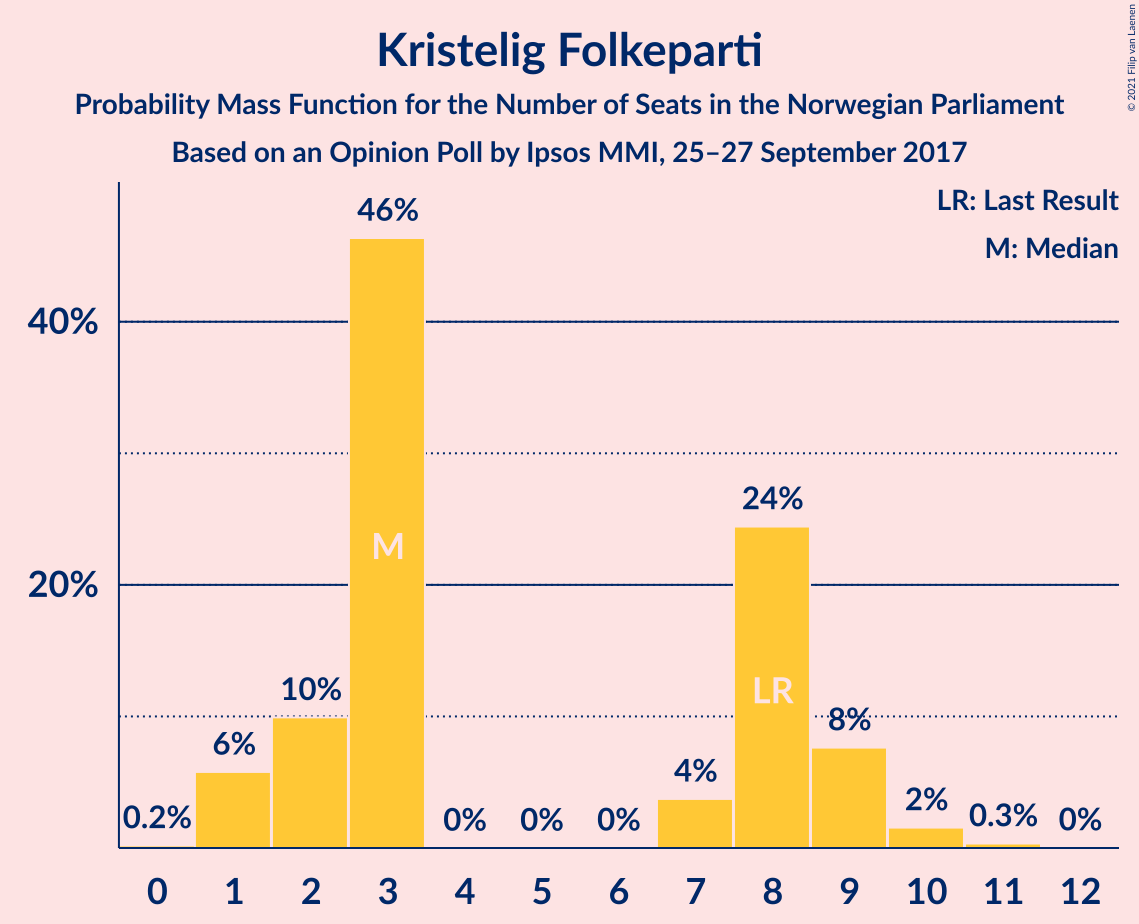 Kristelig Folkeparti
Probability Mass Function for the Number of Seats in the Norwegian Parliament
Based on an Opinion Poll by Ipsos MMI, 25–27 September 2017
© 2021 Filip van Laenen
LR: Last Result
M: Median
46%
40%
24%
M
20%
10%
LR
8%
6%
4%
2%
0.2%
0%
0%
0%
0.3%
0%
0 1 2 3 4 5 6 7 8 9 10 11 12